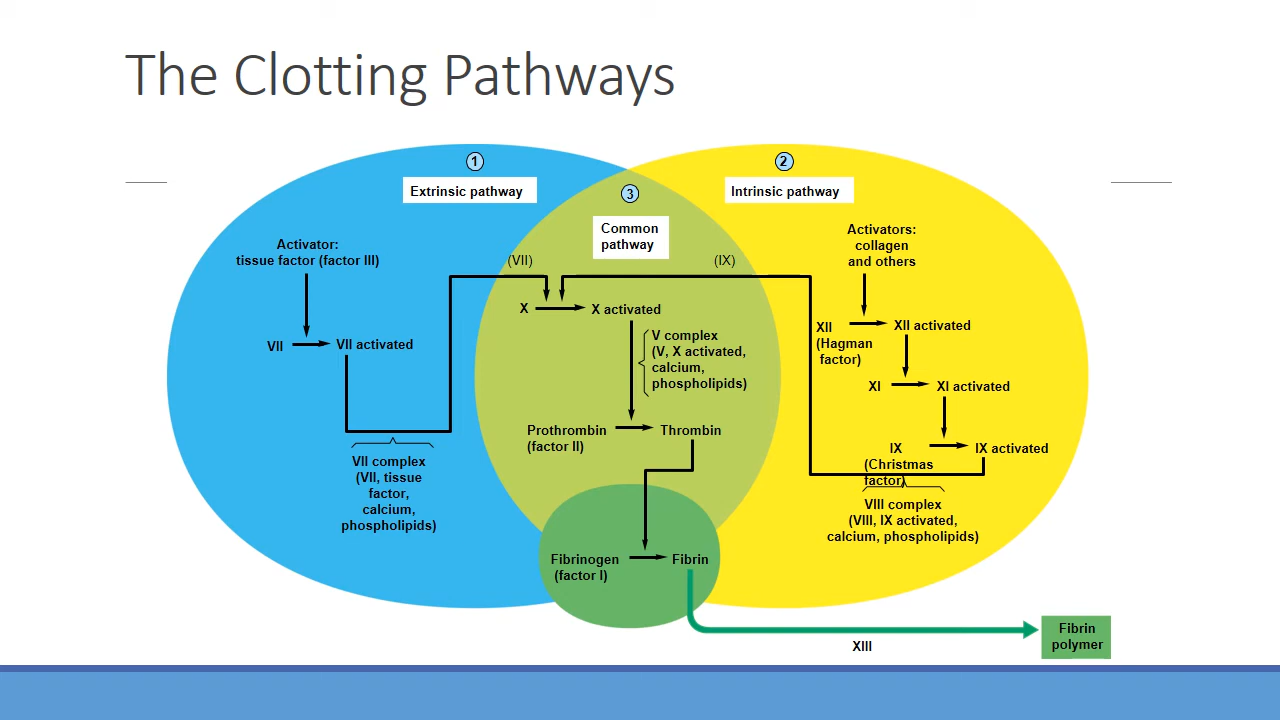 The Clotting Pathways
1
Extrinsic pathway
2
Intrinsic pathway
3
Common
pathway
Activator:
tissue factor (factor III)
VII
VII activated
VII complex
(VII, tissue
factor,
calcium,
phospholipids)
(VII)
(IX)
X
X activated
V complex
(V, X activated,
calcium,
phospholipids)
Prothrombin
(factor II)
Thrombin
Fibrinogen
(factor I)
Fibrin
Activators:
collagen
and others
XII
(Hagman
factor)
XII activated
XI
XI activated
IX
(Christmas
factor)
IX activated
VIII complex
(VIII, IX activated,
calcium, phospholipids)
XIII
Fibrin
polymer